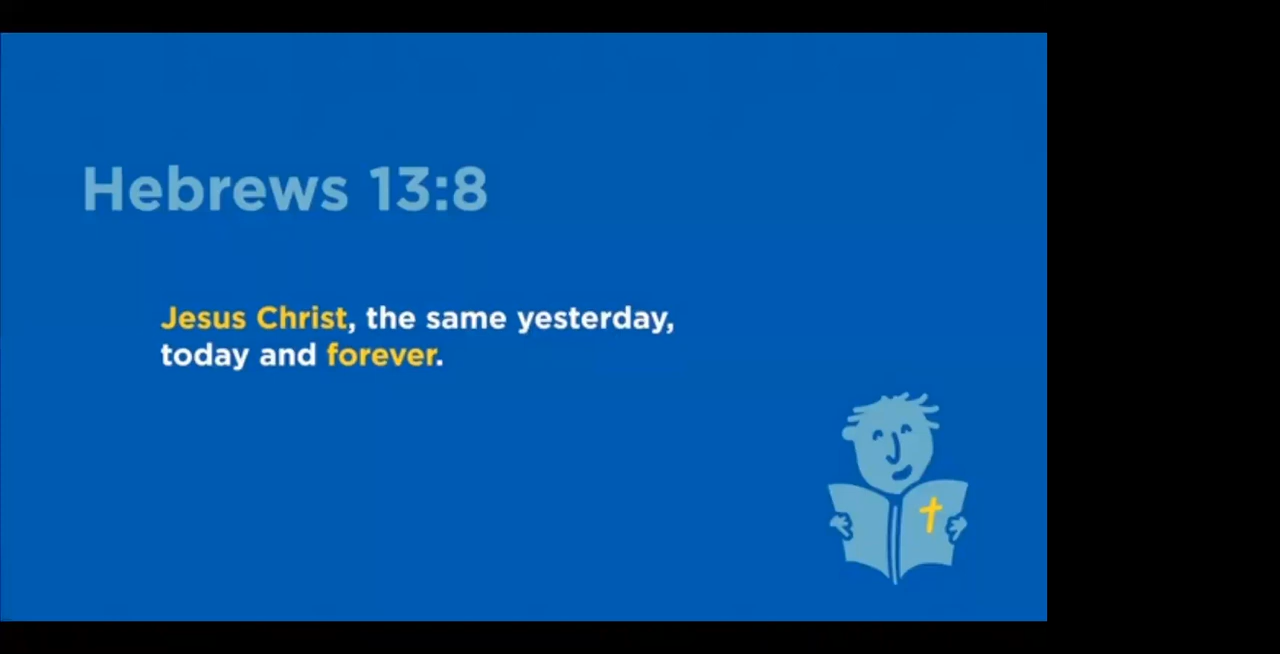 Hebrews 13:8
Jesus Christ, the same yesterday,
today and forever.